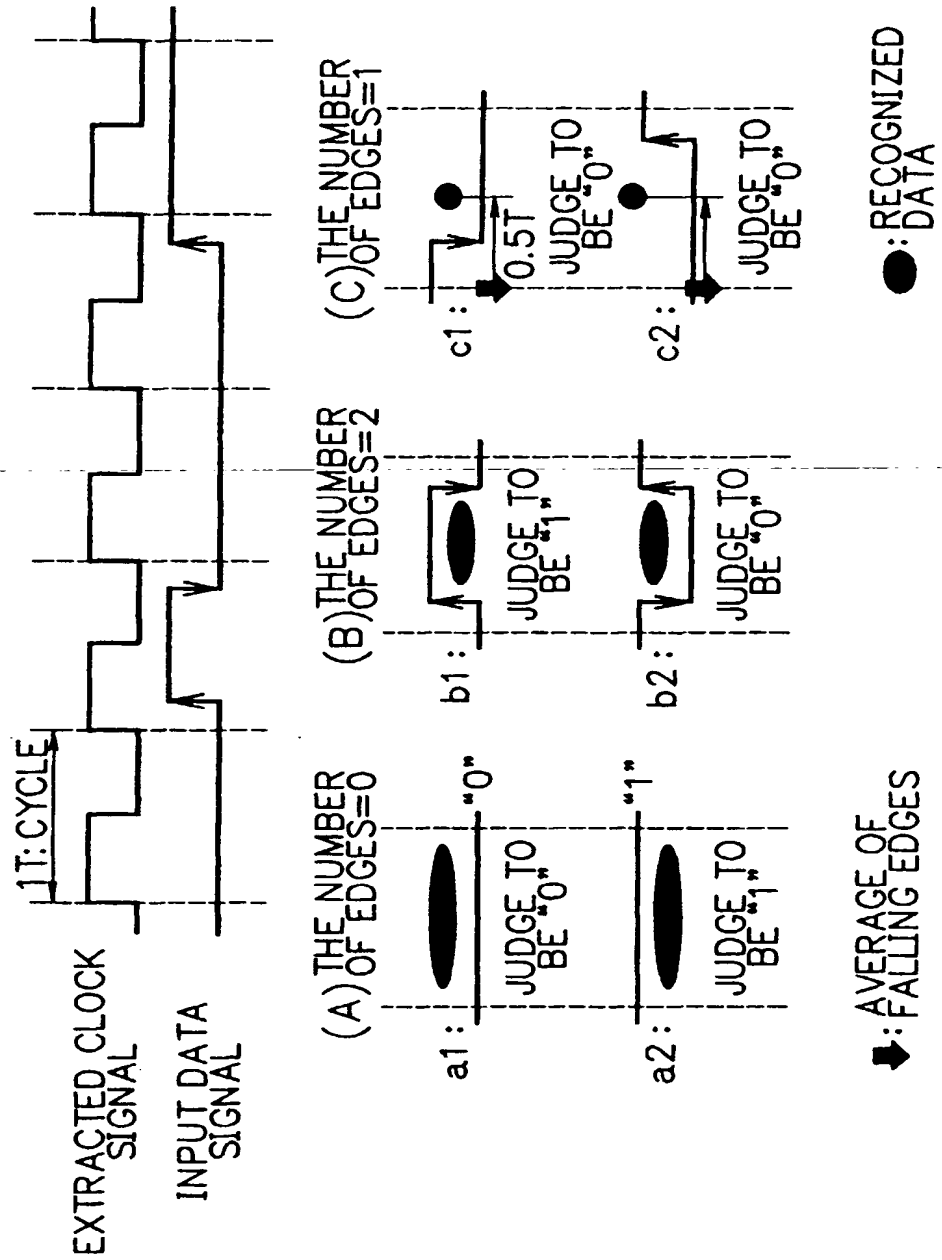 1T: CYCLE
EXTRACTED CLOCK
SIGNAL
INPUT DATA
SIGNAL
(A) THE NUMBER
OF EDGES=0
a1:
"0"
JUDGE TO
BE "0"
a2:
"1"
JUDGE TO
BE "1"
(B) THE NUMBER
OF EDGES=2
b1:
JUDGE TO
BE "1"
b2:
JUDGE TO
BE "0"
(C) THE NUMBER
OF EDGES=1
c1:
0.5T
JUDGE TO
BE "0"
c2:
JUDGE TO
BE "0"
: AVERAGE OF
FALLING EDGES
: RECOGNIZED
DATA